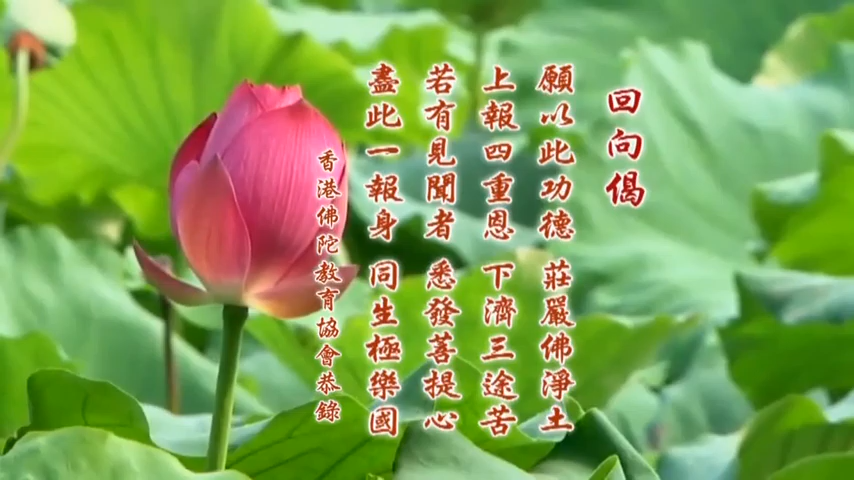 回向偈
願以此功德 莊嚴佛淨土
上報四重恩 下濟三途苦
若有見聞者 悉發菩提心
盡此一報身 同生極樂國
香港佛陀教育協會恭錄